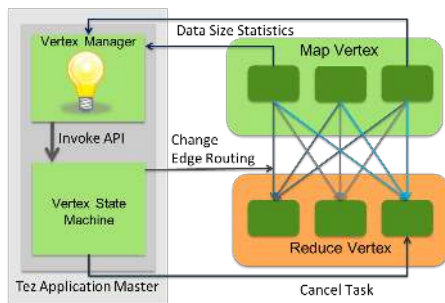 Data Size Statistics
Vertex Manager
Map Vertex
Invoke API
Change
Edge Routing
Vertex State
Machine
Reduce Vertex
Tez Application Master
Cancel Task